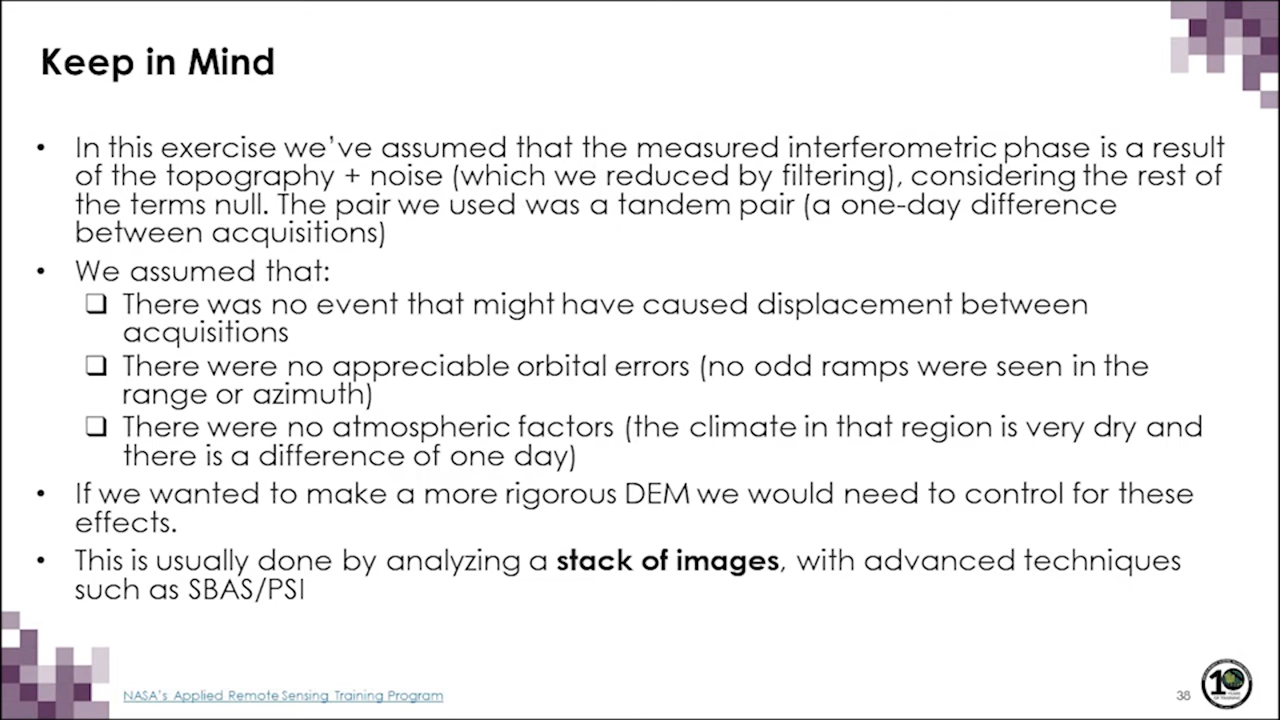 Keep in Mind
• In this exercise we've assumed that the measured interferometric phase is a result
of the topography + noise (which we reduced by filtering), considering the rest of
the terms null. The pair we used was a tandem pair (a one-day difference
between acquisitions)
• We assumed that:
❑ There was no event that might have caused displacement between
acquisitions
❑ There were no appreciable orbital errors (no odd ramps were seen in the
range or azimuth)
❑ There were no atmospheric factors (the climate in that region is very dry and
there is a difference of one day)
• If we wanted to make a more rigorous DEM we would need to control for these
effects.
• This is usually done by analyzing a stack of images, with advanced techniques
such as SBAS/PSI
NASA's Applied Remote Sensing Training Program
38
10